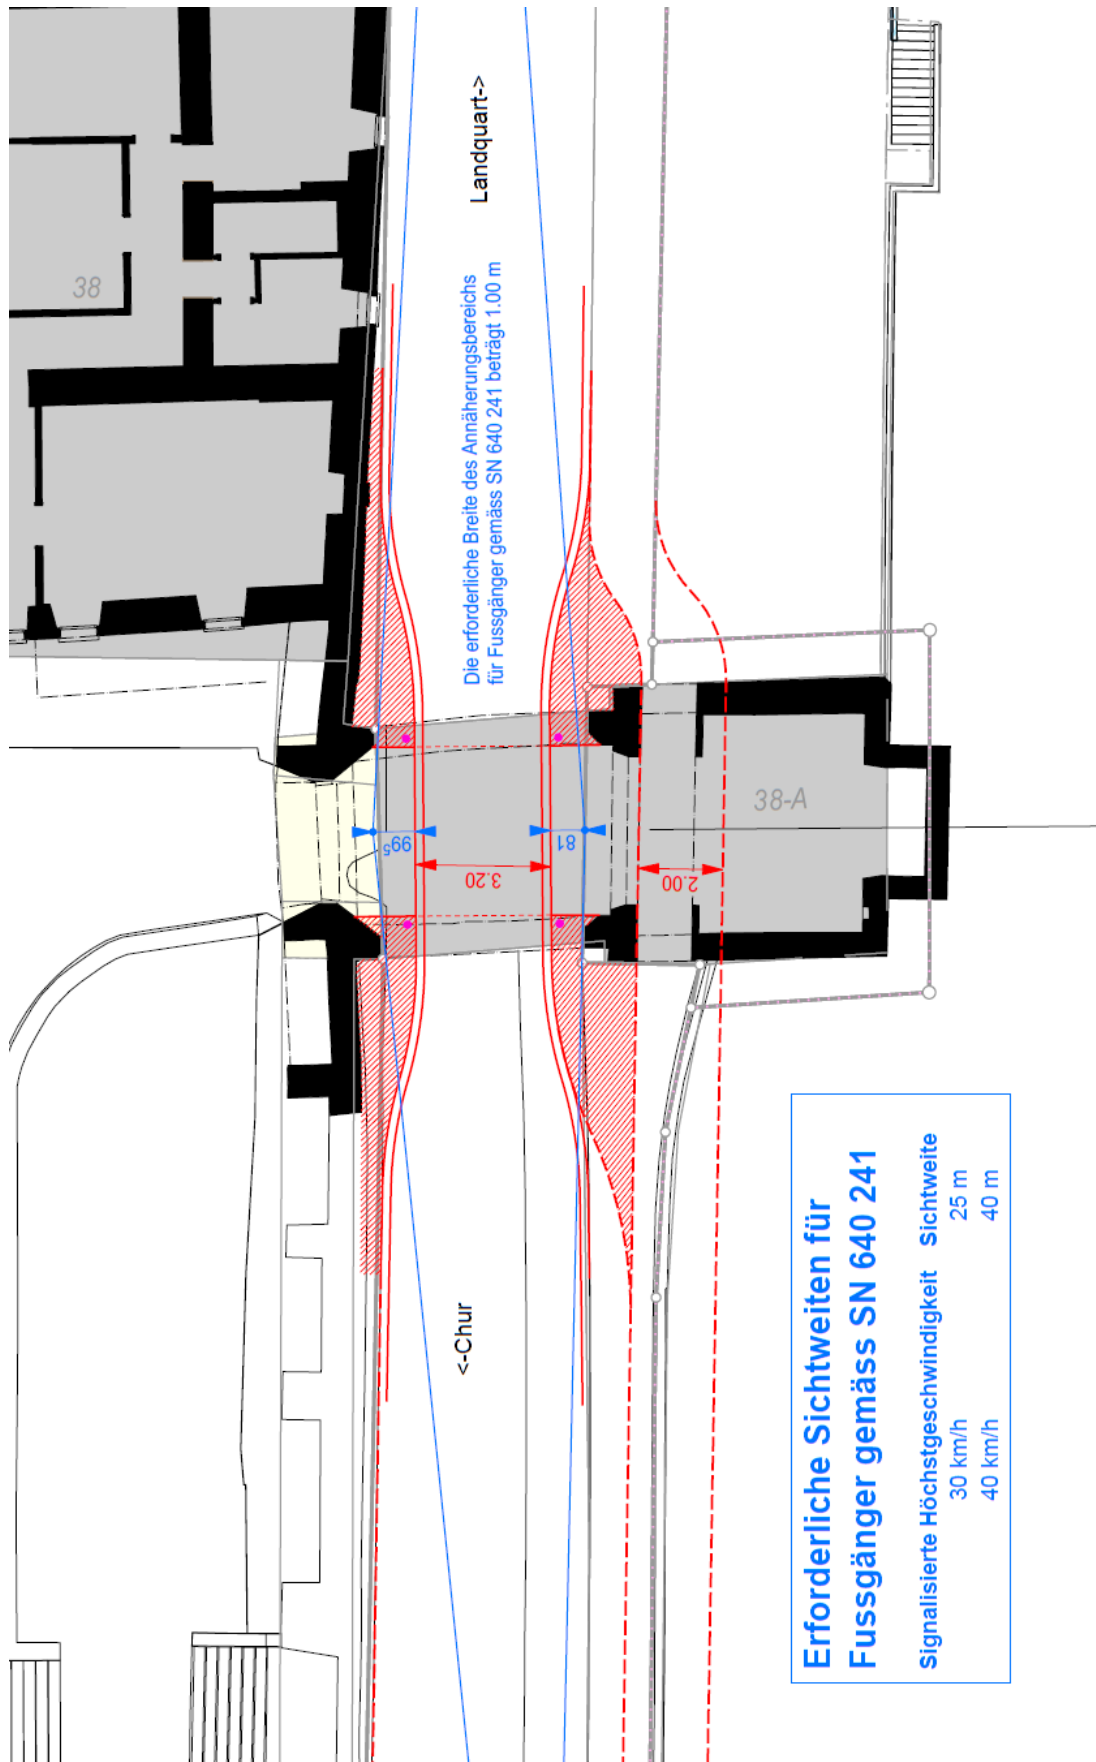 38
Landquart->
Die erforderliche Breite des Annäherungsbereichs
für Fussgänger gemäss SN 640 241 beträgt 1.00 m
38-A
99⁵
81
3.20
2.00
<-Chur
Erforderliche Sichtweiten für
Fussgänger gemäss SN 640 241
Signalisierte Höchstgeschwindigkeit Sichtweite
30 km/h 25 m
40 km/h 40 m